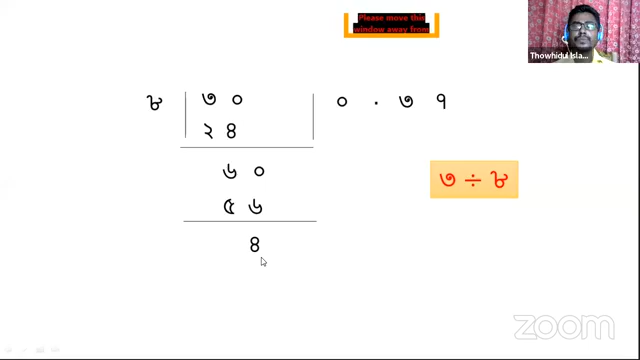 Please move this
window away from
Thowhidul Isla...
৮ ৩ ০ ০ . ৩ ৭
২ ৪
৬ ০
৩ ÷ ৮
৫ ৬
৪
zoom